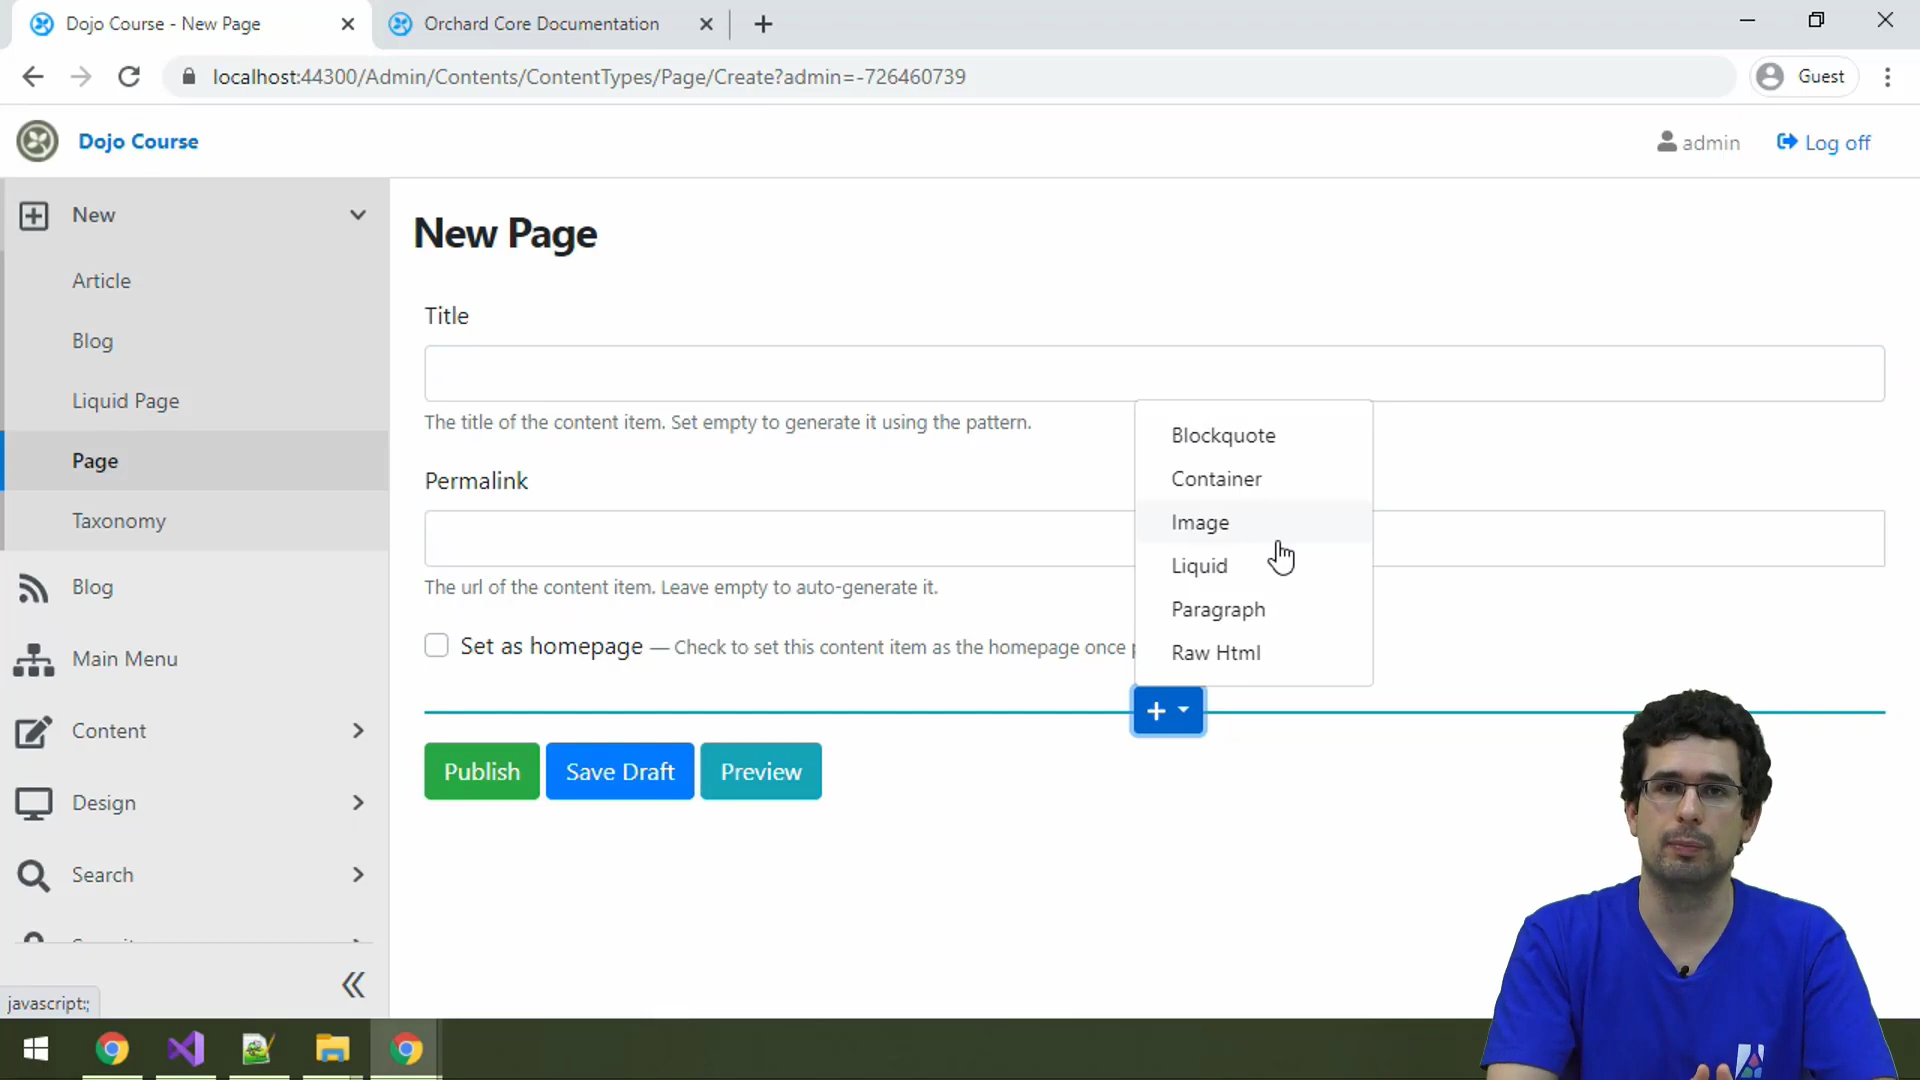 Dojo Course - New Page
Orchard Core Documentation
localhost:44300/Admin/Contents/ContentTypes/Page/Create?admin=-726460739
Guest
Dojo Course
admin
Log off
New
Article
Blog
Liquid Page
Page
Taxonomy
Blog
Main Menu
Content
Design
Search
New Page
Title
The title of the content item. Set empty to generate it using the pattern.
Permalink
The url of the content item. Leave empty to auto-generate it.
Set as homepage — Check to set this content item as the homepage once
Blockquote
Container
Image
Liquid
Paragraph
Raw Html
Publish
Save Draft
Preview
javascript:;